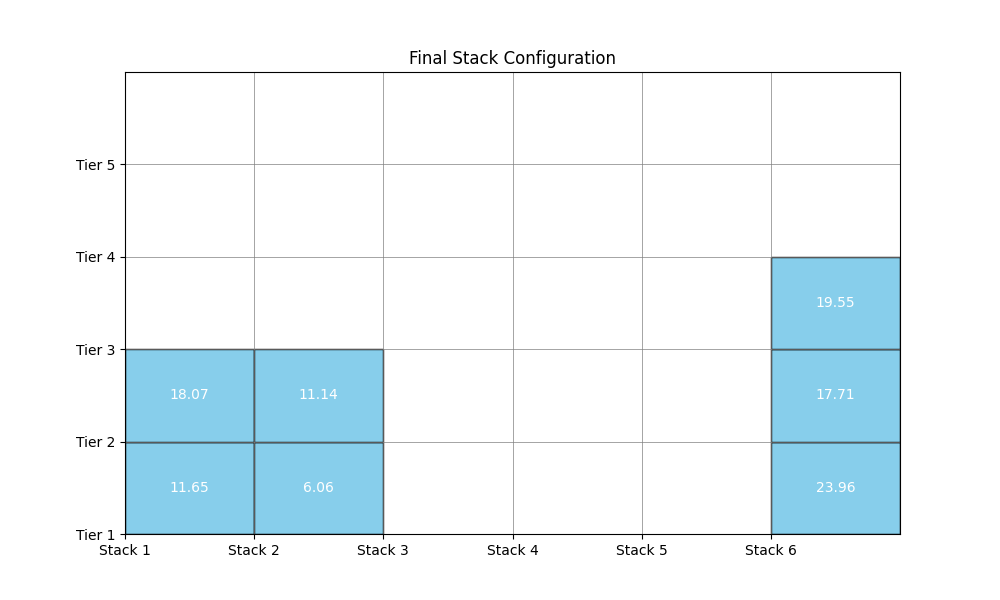 Final Stack Configuration
Tier 5
Tier 4
19.55
Tier 3
18.07 11.14 17.71
Tier 2
11.65 6.06 23.96
Tier 1
Stack 1 Stack 2 Stack 3 Stack 4 Stack 5 Stack 6